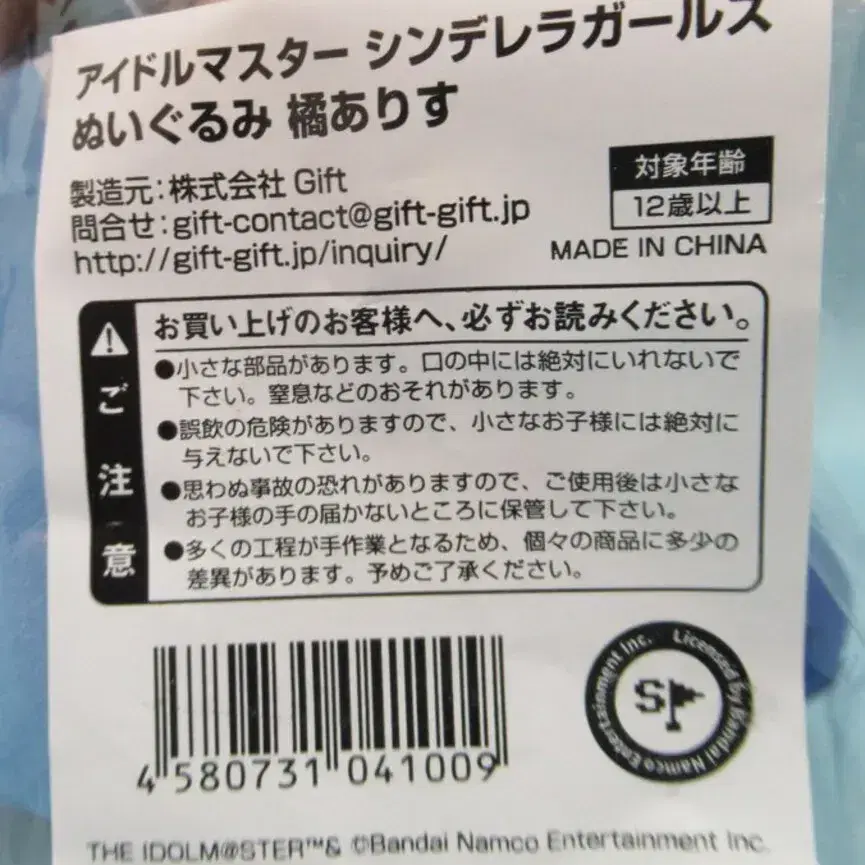 アイドルマスター シンデレラガールズ
ぬいぐるみ 橘ありす
製造元:株式会社 Gift
問合せ:gift-contact@gift-gift.jp
http://gift-gift.jp/inquiry/
対象年齢
12歳以上
MADE IN CHINA
ご注意
お買い上げのお客様へ、必ずお読みください。
●小さな部品があります。口の中には絶対にいれないで
下さい。窒息などのおそれがあります。
●誤飲の危険がありますので、小さなお子様には絶対に
与えないで下さい。
●思わぬ事故の恐れがありますので、ご使用後は小さな
お子様の手の届かないところに保管して下さい。
●多くの工程が手作業となるため、個々の商品に多少の
差異があります。予めご了承ください。
4 580731 041009
Licensed by Bandai Namco Entertainment Inc.
THE IDOLM@STER™& ©Bandai Namco Entertainment Inc.